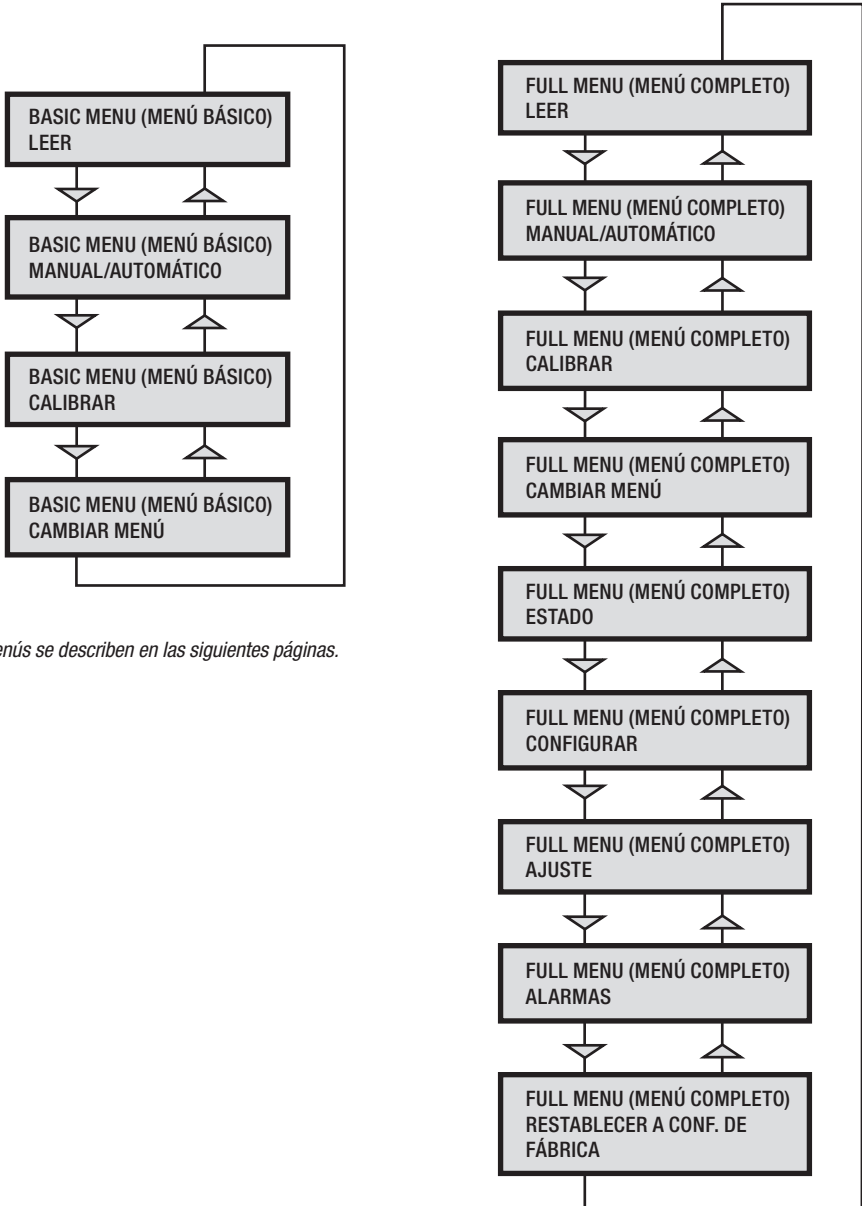 BASIC MENU (MENÚ BÁSICO)
LEER
BASIC MENU (MENÚ BÁSICO)
MANUAL/AUTOMÁTICO
BASIC MENU (MENÚ BÁSICO)
CALIBRAR
BASIC MENU (MENÚ BÁSICO)
CAMBIAR MENÚ
se describen en las siguientes páginas.
FULL MENU (MENÚ COMPLETO)
LEER
FULL MENU (MENÚ COMPLETO)
MANUAL/AUTOMÁTICO
FULL MENU (MENÚ COMPLETO)
CALIBRAR
FULL MENU (MENÚ COMPLETO)
CAMBIAR MENÚ
FULL MENU (MENÚ COMPLETO)
ESTADO
FULL MENU (MENÚ COMPLETO)
CONFIGURAR
FULL MENU (MENÚ COMPLETO)
AJUSTE
FULL MENU (MENÚ COMPLETO)
ALARMAS
FULL MENU (MENÚ COMPLETO)
RESTABLECER A CONF. DE
FÁBRICA